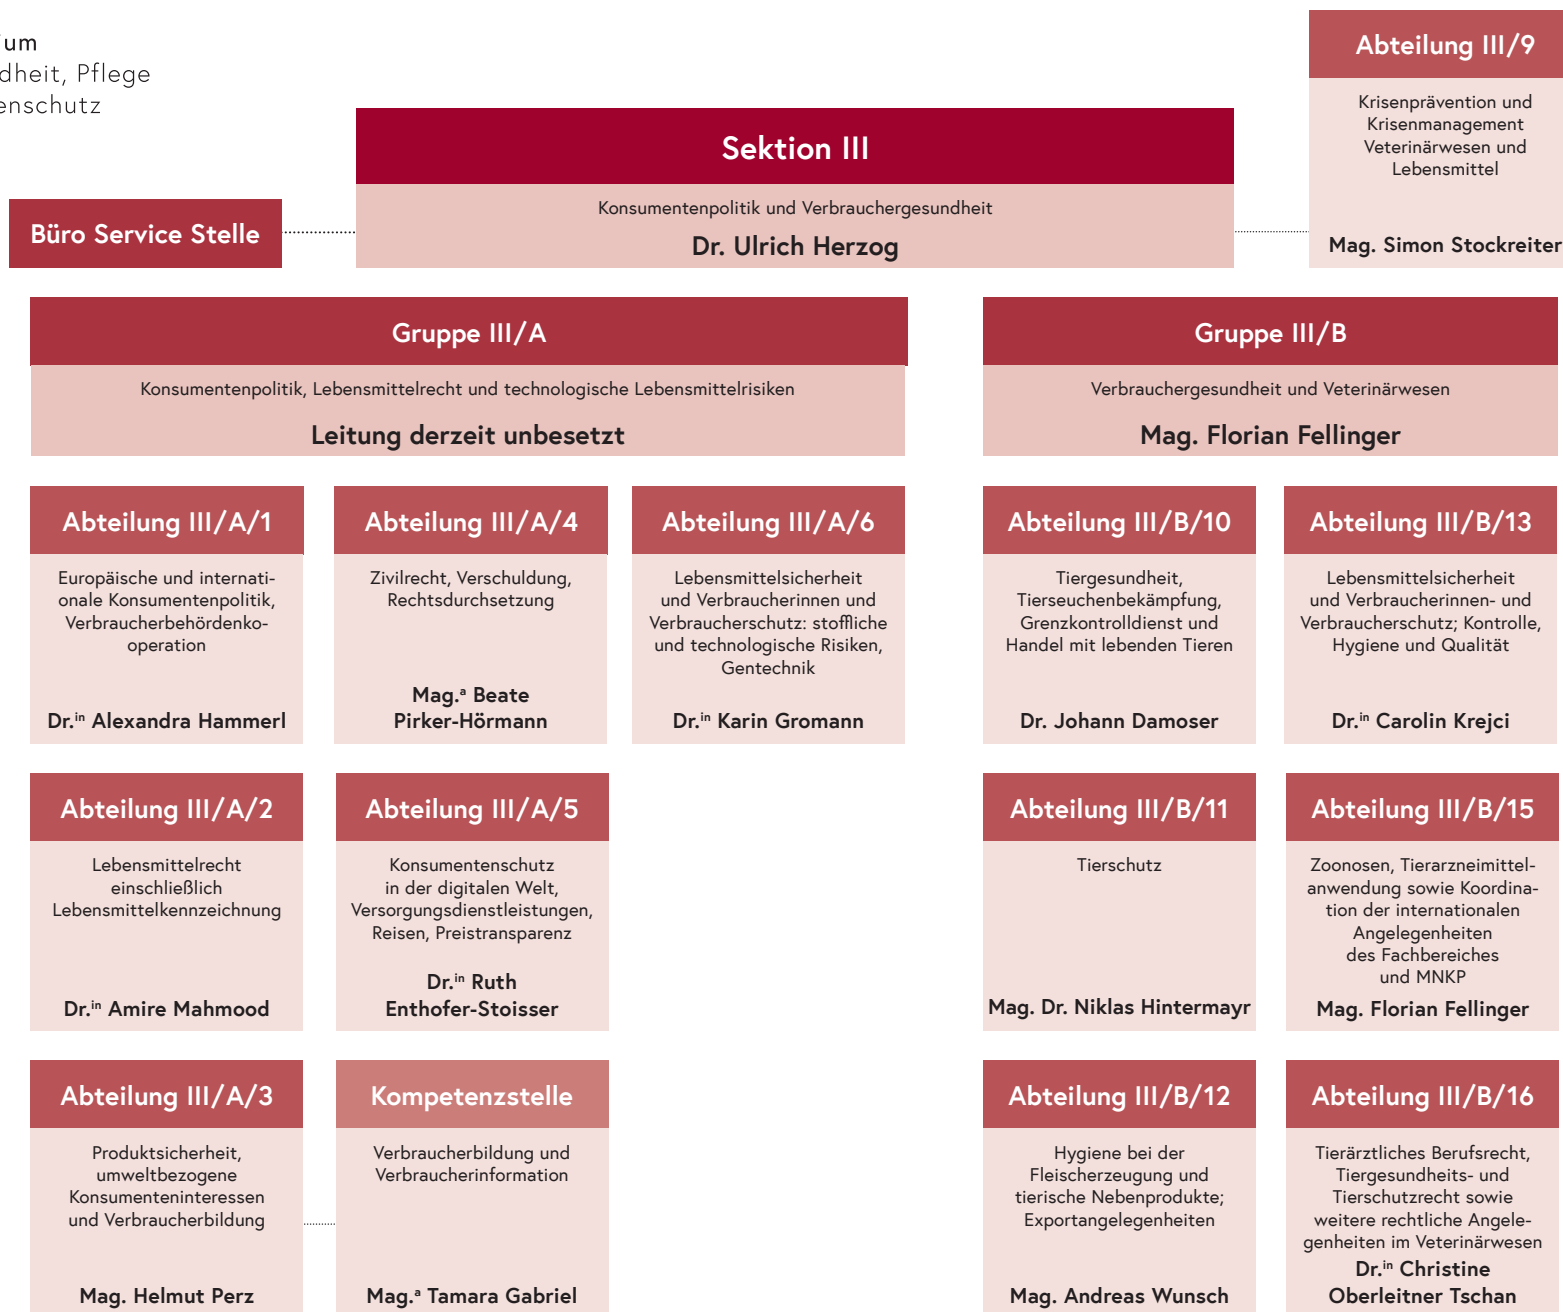 dheit, Pflege
Abteilung III/9
Krisenprävention und
Krisenmanagement
Veterinärwesen und
Lebensmittel
Mag. Simon Stockreiter
Sektion III
Konsumentenpolitik und Verbrauchergesundheit
Dr. Ulrich Herzog
Büro Service Stelle
Gruppe III/A
Konsumentenpolitik, Lebensmittelrecht und technologische Lebensmittelrisiken
Leitung derzeit unbesetzt
Gruppe III/B
Verbrauchergesundheit und Veterinärwesen
Mag. Florian Fellinger
Abteilung III/A/1
Europäische und internati-
onale Konsumentenpolitik,
Verbraucherbehördenko-
operation
Dr.ⁱⁿ Alexandra Hammerl
Abteilung III/A/4
Zivilrecht, Verschuldung,
Rechtsdurchsetzung
Mag.ᵃ Beate
Pirker-Hörmann
Abteilung III/A/6
Lebensmittelsicherheit
und Verbraucherinnen und
Verbraucherschutz: stoffliche
und technologische Risiken,
Gentechnik
Dr.ⁱⁿ Karin Gromann
Abteilung III/B/10
Tiergesundheit,
Tierseuchenbekämpfung,
Grenzkontrolldienst und
Handel mit lebenden Tieren
Dr. Johann Damoser
Abteilung III/B/13
Lebensmittelsicherheit
und Verbraucherinnen- und
Verbraucherschutz; Kontrolle,
Hygiene und Qualität
Dr.ⁱⁿ Carolin Krejci
Abteilung III/A/2
Lebensmittelrecht
einschließlich
Lebensmittelkennzeichnung
Dr.ⁱⁿ Amire Mahmood
Abteilung III/A/5
Konsumentenschutz
in der digitalen Welt,
Versorgungsdienstleistungen,
Reisen, Preistransparenz
Dr.ⁱⁿ Ruth
Enthofer-Stoisser
Abteilung III/B/11
Tierschutz
Mag. Dr. Niklas Hintermayr
Abteilung III/B/15
Zoonosen, Tierarzneimittel-
anwendung sowie Koordina-
tion der internationalen
Angelegenheiten
des Fachbereiches
und MNKP
Mag. Florian Fellinger
Abteilung III/A/3
Produktsicherheit,
umweltbezogene
Konsumenteninteressen
und Verbraucherbildung
Mag. Helmut Perz
Kompetenzstelle
Verbraucherbildung und
Verbraucherinformation
Mag.ᵃ Tamara Gabriel
Abteilung III/B/12
Hygiene bei der
Fleischerzeugung und
tierische Nebenprodukte;
Exportangelegenheiten
Mag. Andreas Wunsch
Abteilung III/B/16
Tierärztliches Berufsrecht,
Tiergesundheits- und
Tierschutzrecht sowie
weitere rechtliche Angele-
genheiten im Veterinärwesen
Dr.ⁱⁿ Christine
Oberleitner Tschan